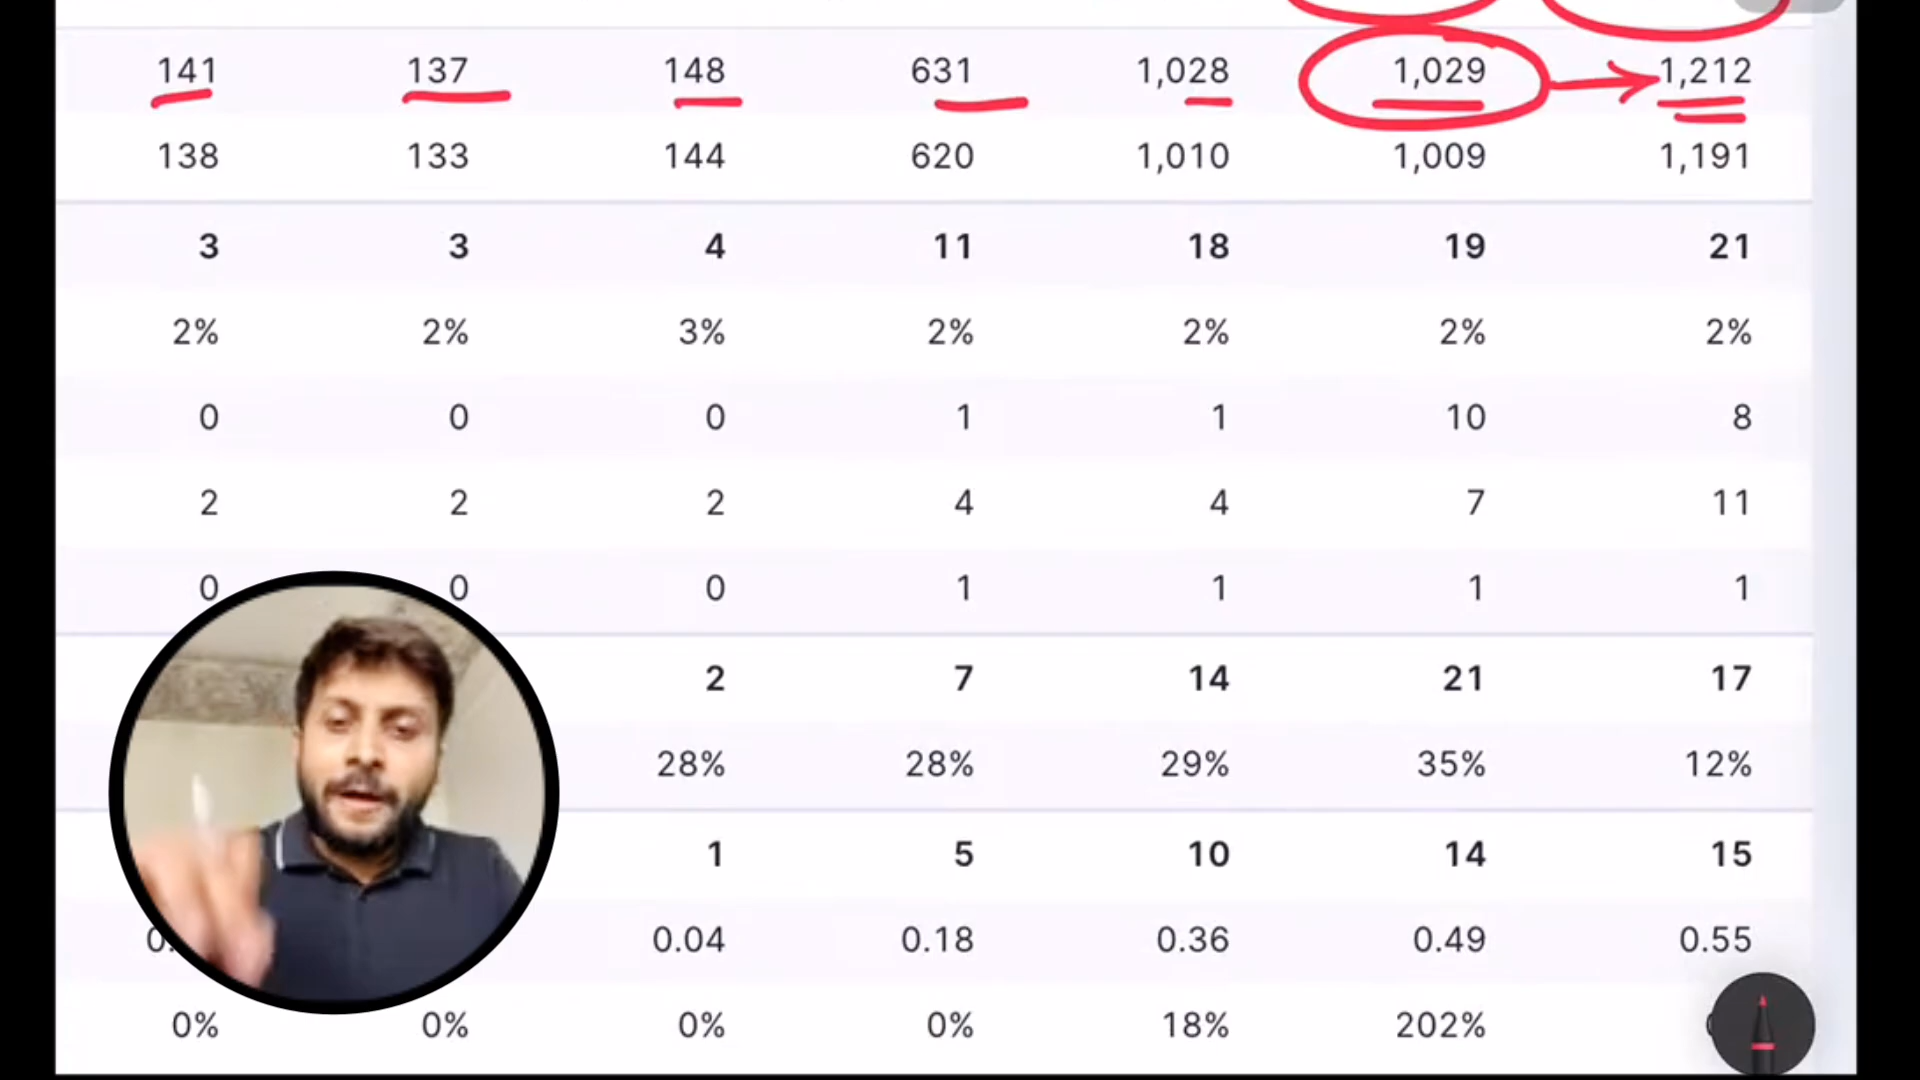 141 137 148 631 1,028 1,029 1,212
138 133 144 620 1,010 1,009 1,191
3 3 4 11 18 19 21
2% 2% 3% 2% 2% 2% 2%
0 0 0 1 1 10 8
2 2 2 4 4 7 11
0 0 0 1 1 1 1
2 7 14 21 17
28% 28% 29% 35% 12%
1 5 10 14 15
0.04 0.18 0.36 0.49 0.55
0% 0% 0% 0% 18% 202%